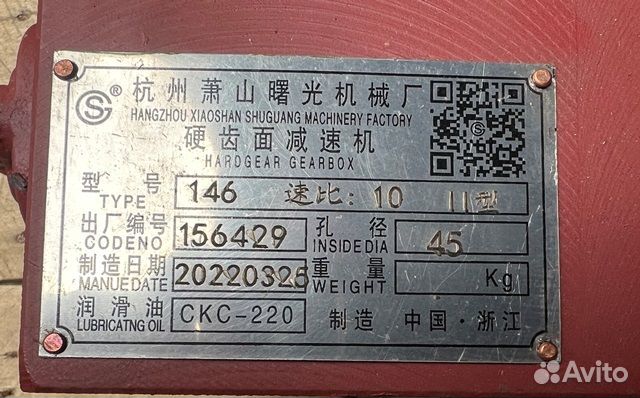 SG® 杭州萧山曙光机械厂
HANGZHOU XIAOSHAN SHUGUANG MACHINERY FACTORY
硬齿面减速机
HARDGEAR GEARBOX
型号 TYPE 146 速比: 10 II型
出厂编号 CODENO 156429 孔径 INSIDEDIA 45
制造日期 MANUEDATE 20220325 重量 WEIGHT Kg
润滑油 LUBRICATNG OIL CKC-220 制造 中国·浙江
Avito